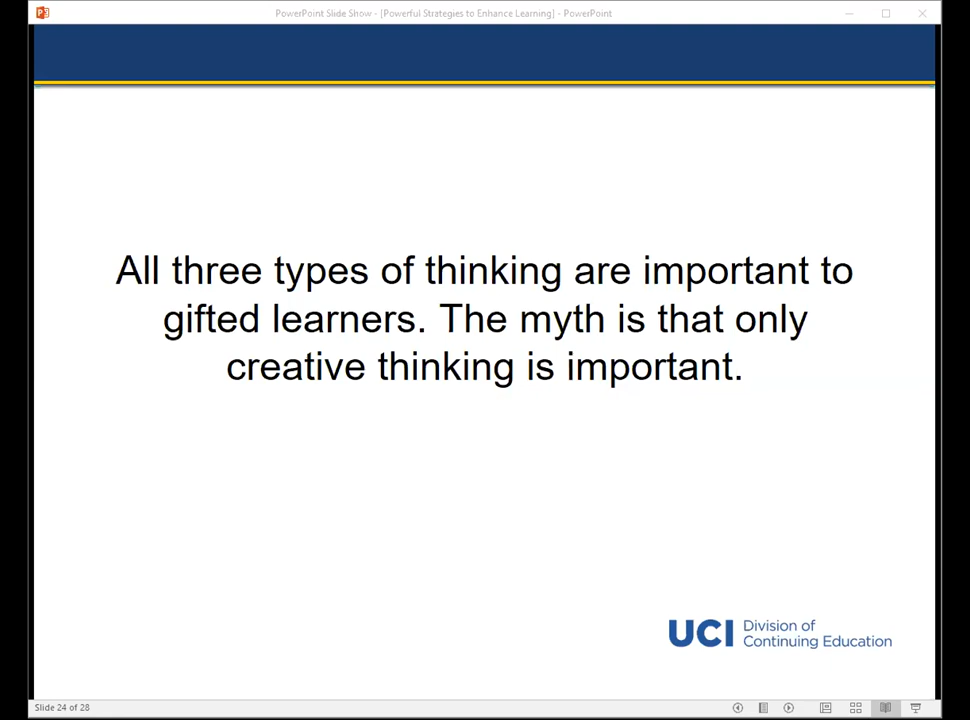 PowerPoint Slide Show - [Powerful Strategies to Enhance Learning] - PowerPoint
All three types of thinking are important to
gifted learners. The myth is that only
creative thinking is important.
UCI Division of
Continuing Education
Slide 24 of 28